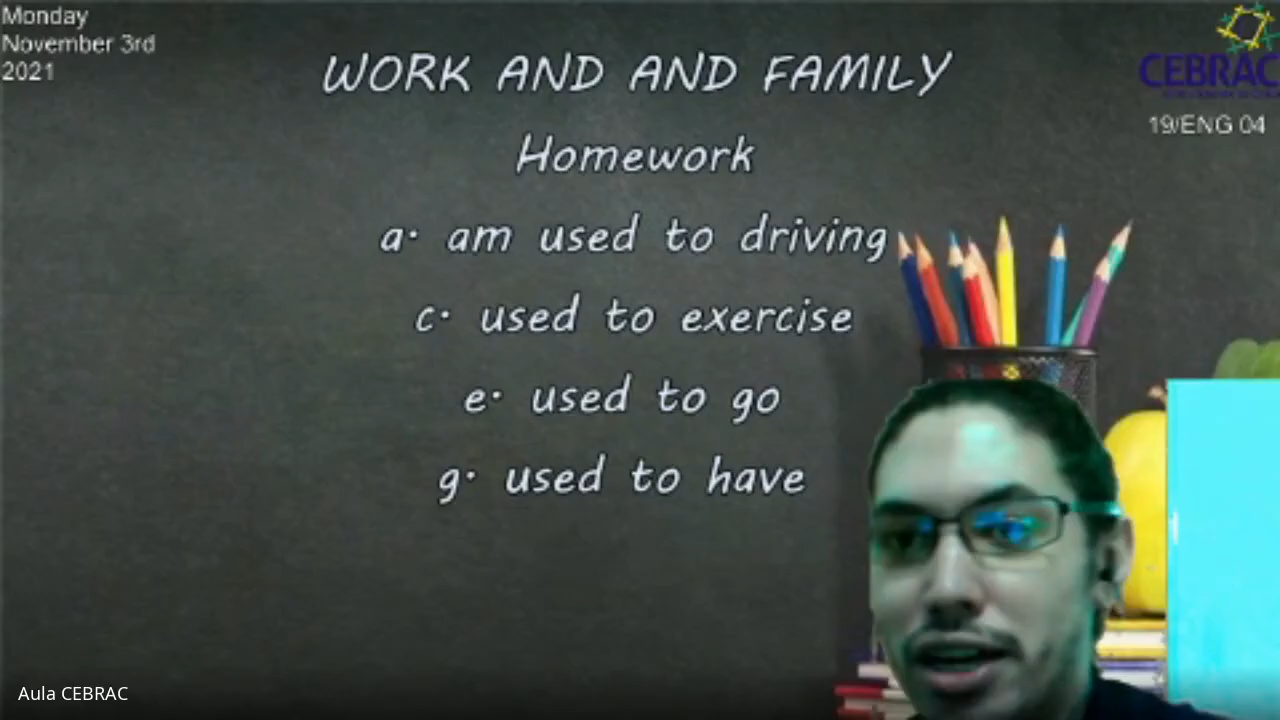 Monday
November 3rd
2021
WORK AND AND FAMILY
CEBRAC
19/ENG 04
Homework
a. am used to driving
c. used to exercise
e. used to go
g. used to have
Aula CEBRAC